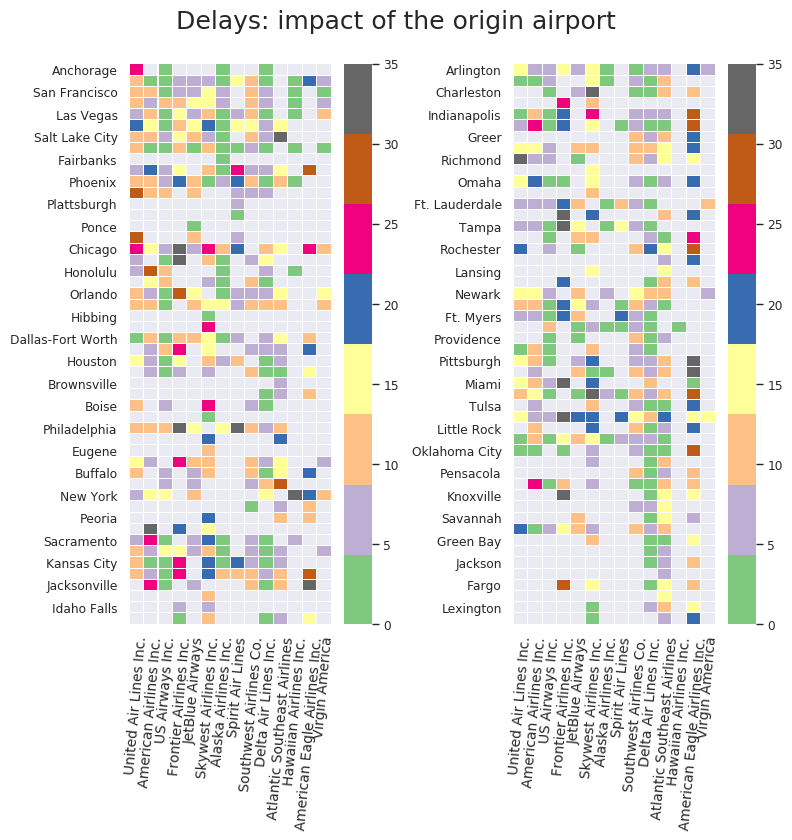 Delays: impact of the origin airport
Anchorage
San Francisco
Las Vegas
Salt Lake City
Fairbanks
Phoenix
Plattsburgh
Ponce
Chicago
Honolulu
Orlando
Hibbing
Dallas-Fort Worth
Houston
Brownsville
Boise
Philadelphia
Eugene
Buffalo
New York
Peoria
Sacramento
Kansas City
Jacksonville
Idaho Falls
United Air Lines Inc.
American Airlines Inc.
US Airways Inc.
Frontier Airlines Inc.
JetBlue Airways
Skywest Airlines Inc.
Alaska Airlines Inc.
Spirit Air Lines
Southwest Airlines Co.
Delta Air Lines Inc.
Atlantic Southeast Airlines
Hawaiian Airlines Inc.
American Eagle Airlines Inc.
Virgin America
35
30
25
20
15
10
5
0
Arlington
Charleston
Indianapolis
Greer
Richmond
Omaha
Ft. Lauderdale
Tampa
Rochester
Lansing
Newark
Ft. Myers
Providence
Pittsburgh
Miami
Tulsa
Little Rock
Oklahoma City
Pensacola
Knoxville
Savannah
Green Bay
Jackson
Fargo
Lexington
United Air Lines Inc.
American Airlines Inc.
US Airways Inc.
Frontier Airlines Inc.
JetBlue Airways
Skywest Airlines Inc.
Alaska Airlines Inc.
Spirit Air Lines
Southwest Airlines Co.
Delta Air Lines Inc.
Atlantic Southeast Airlines
Hawaiian Airlines Inc.
American Eagle Airlines Inc.
Virgin America
35
30
25
20
15
10
5
0